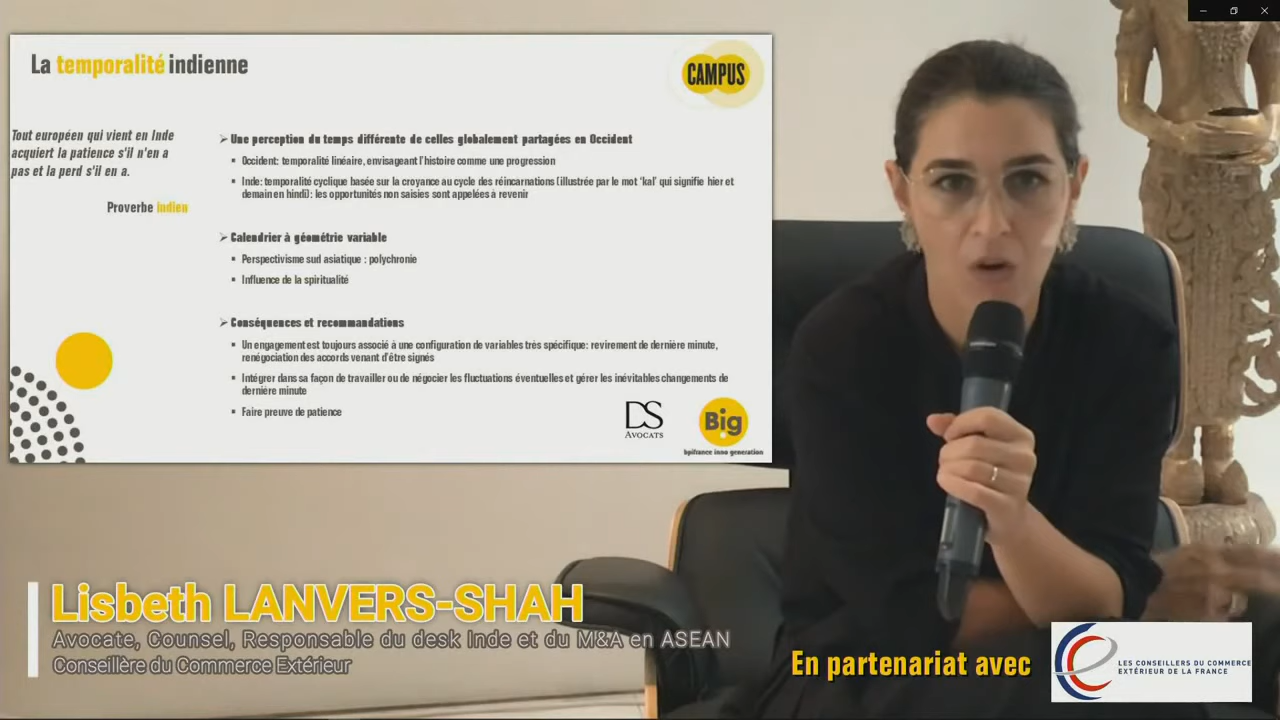 La temporalité indienne
CAMPUS
Tout européen qui vient en Inde
acquiert la patience s'il n'en a
pas et la perd s'il en a.
Proverbe indien
Une perception du temps différente de celles globalement partagées en Occident
Occident: temporalité linéaire, envisageant l'histoire comme une progression
Inde: temporalité cyclique basée sur la croyance au cycle des réincarnations (illustrée par le mot 'kal' qui signifie hier et
demain en hindi): les opportunités non saisies sont appelées à revenir
Calendrier à géométrie variable
Perspectivisme sud asiatique : polychronie
Influence de la spiritualité
Conséquences et recommandations
Un engagement est toujours associé à une configuration de variables très spécifique: revirement de dernière minute,
renégociation des accords venant d'être signés
Intégrer dans sa façon de travailler ou de négocier les fluctuations éventuelles et gérer les inévitables changements de
dernière minute
Faire preuve de patience
DS
AVOCATS
Big
bpifrance inno generation
Lisbeth LANVERS-SHAH
Avocate, Counsel, Responsable du desk Inde et du M&A en ASEAN
Conseillère du Commerce Extérieur
En partenariat avec
LES CONSEILLERS DU COMMERCE
EXTÉRIEUR DE LA FRANCE